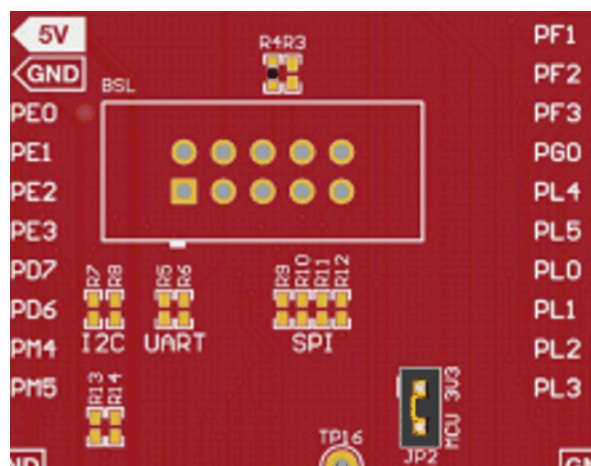 5V
R4R3
PF1
GND
BSL
PF2
PE0
PF3
PE1
PG0
PE2
PL4
PE3
PL5
PD7
R7
R8
R5
R6
R9
R10
R11
R12
PL0
PD6
PL1
PM4
I2C
UART
SPI
PL2
PM5
R13
R14
MCU 3V3
PL3
TP16
JP2